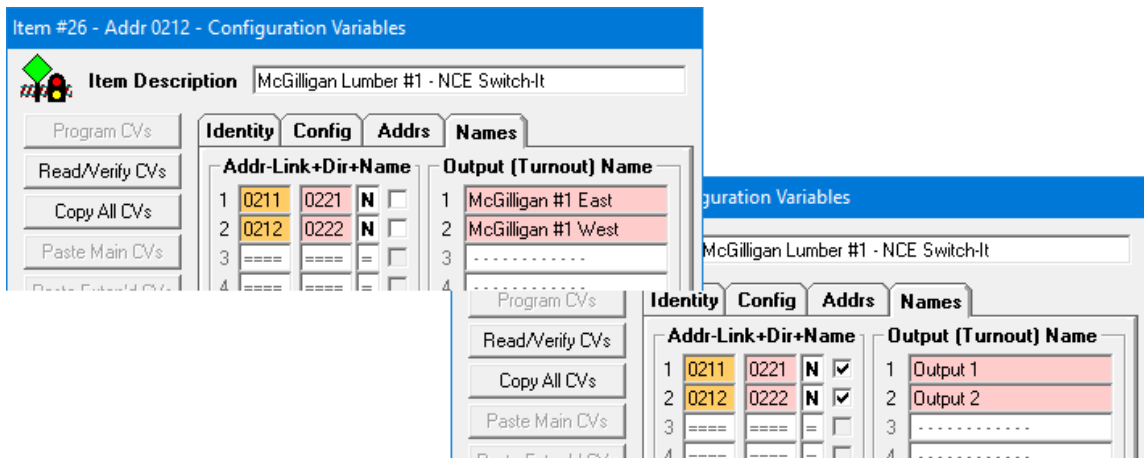 Item #26 - Addr 0212 - Configuration Variables
Item Description McGilligan Lumber #1 - NCE Switch-It
Program CVs Identity Config Addrs Names
Read/Verify CVs Addr-Link+Dir+Name Output (Turnout) Name
1 0211 0221 N 1 McGilligan #1 East
Copy All CVs 2 0212 0222 N 2 McGilligan #1 West
Paste Main CVs 3 ==== ==== = 3 - - - - - - - - - - - -
4 ==== ==== = 4 - - - - - - - - - - - -
guration Variables
McGilligan Lumber #1 - NCE Switch-It
Program CVs Identity Config Addrs Names
Read/Verify CVs Addr-Link+Dir+Name Output (Turnout) Name
1 0211 0221 N 1 Output 1
Copy All CVs 2 0212 0222 N 2 Output 2
Paste Main CVs 3 ==== ==== = 3 - - - - - - - - - - - -
4 ==== ==== = 4 - - - - - - - - - - - -